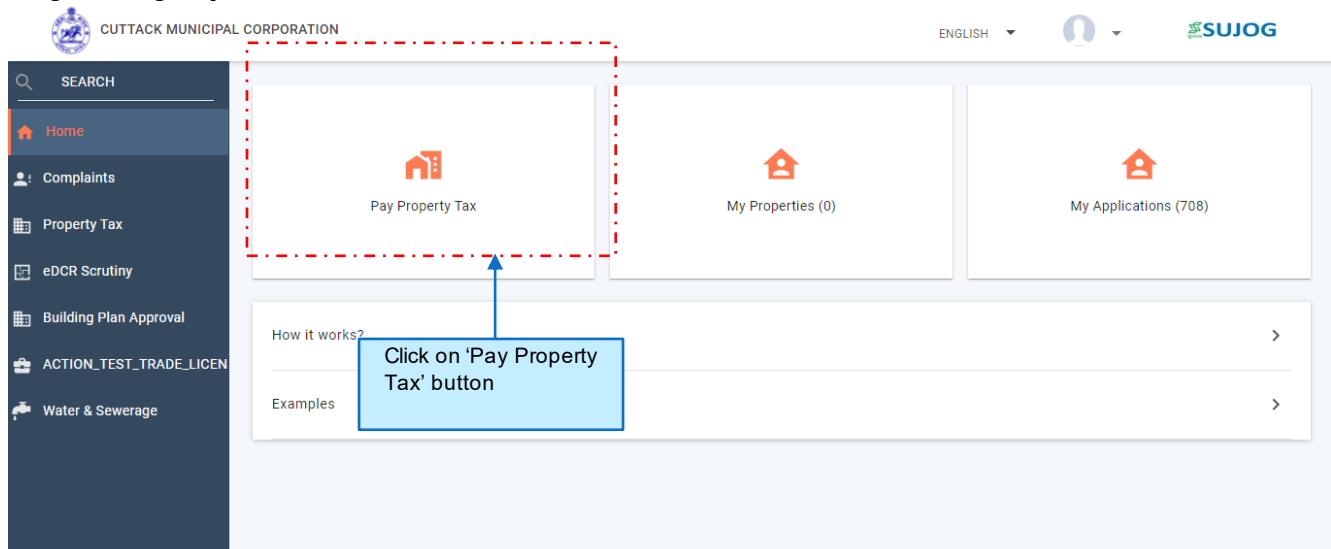 CUTTACK MUNICIPAL CORPORATION
ENGLISH
SUJOG
SEARCH
Home
Complaints
Property Tax
eDCR Scrutiny
Building Plan Approval
ACTION_TEST_TRADE_LICEN
Water & Sewerage
Pay Property Tax
My Properties (0)
My Applications (708)
How it works?
Click on ‘Pay Property
Tax’ button
Examples